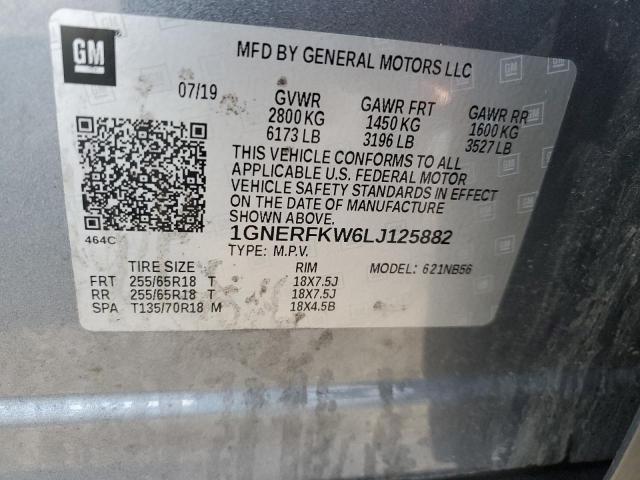 GM
MFD BY GENERAL MOTORS LLC
07/19
GVWR GAWR FRT GAWR RR
2800 KG 1450 KG 1600 KG
6173 LB 3196 LB 3527 LB
THIS VEHICLE CONFORMS TO ALL
APPLICABLE U.S. FEDERAL MOTOR
VEHICLE SAFETY STANDARDS IN EFFECT
ON THE DATE OF MANUFACTURE
SHOWN ABOVE.
464C
1GNERFKW6LJ125882
TYPE: M.P.V.
TIRE SIZE RIM MODEL: 621NB56
FRT 255/65R18 T 18X7.5J
RR 255/65R18 T 18X7.5J
SPA T135/70R18 M 18X4.5B